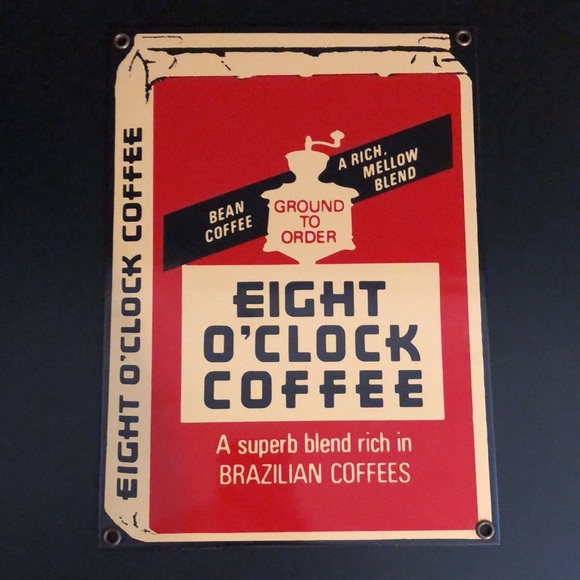 EIGHT O'CLOCK COFFEE
BEAN
COFFEE
A RICH,
MELLOW
BLEND
GROUND
TO
ORDER
EIGHT
O'CLOCK
COFFEE
A superb blend rich in
BRAZILIAN COFFEES